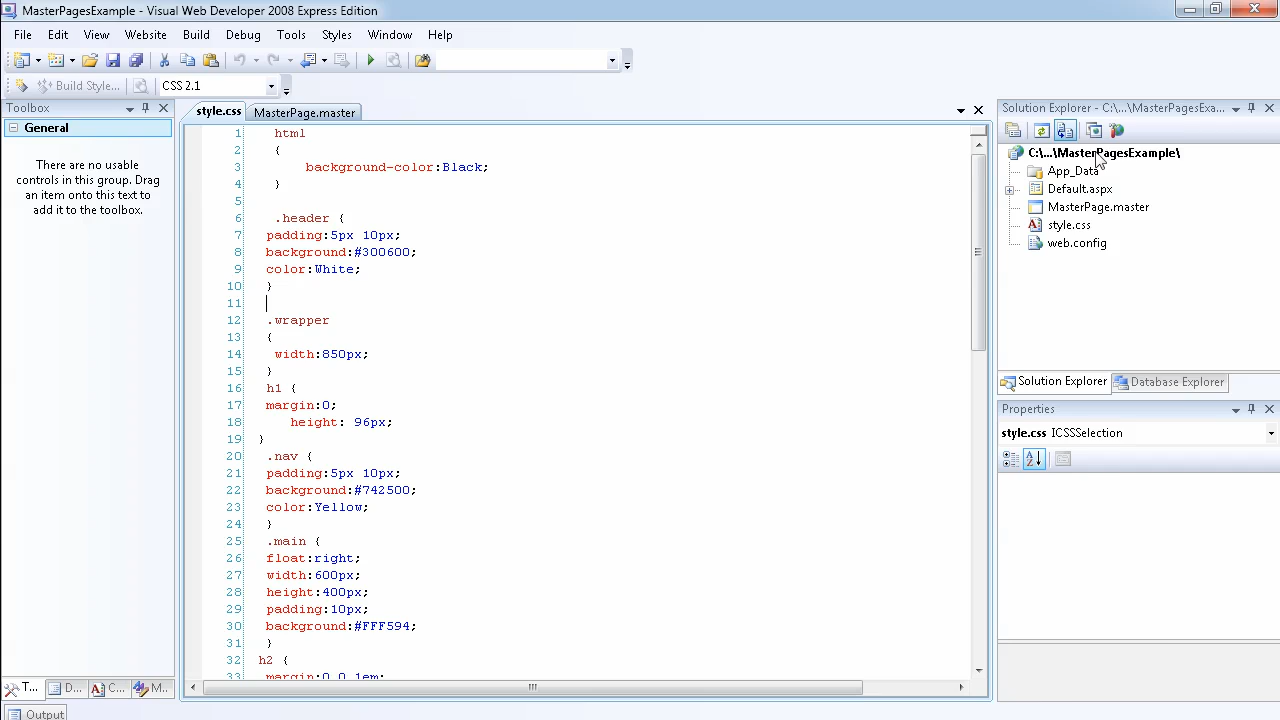 MasterPagesExample - Visual Web Developer 2008 Express Edition
File Edit View Website Build Debug Tools Styles Window Help
Build Style... CSS 2.1
Toolbox
General
There are no usable
controls in this group. Drag
an item onto this text to
add it to the toolbox.
T... D... C... M...
Output
style.css MasterPage.master
1 html
2 {
3 background-color:Black;
4 }
5
6 .header {
7 padding:5px 10px;
8 background:#300600;
9 color:White;
10 }
11
12 .wrapper
13 {
14 width:850px;
15 }
16 h1 {
17 margin:0;
18 height: 96px;
19 }
20 .nav {
21 padding:5px 10px;
22 background:#742500;
23 color:Yellow;
24 }
25 .main {
26 float:right;
27 width:600px;
28 height:400px;
29 padding:10px;
30 background:#FFF594;
31 }
32 h2 {
33 margin:0 0 1em;
Solution Explorer - C:\...\MasterPagesExa...
C:\...\MasterPagesExample\
App_Data
Default.aspx
MasterPage.master
style.css
web.config
Solution Explorer Database Explorer
Properties
style.css ICSSSelection